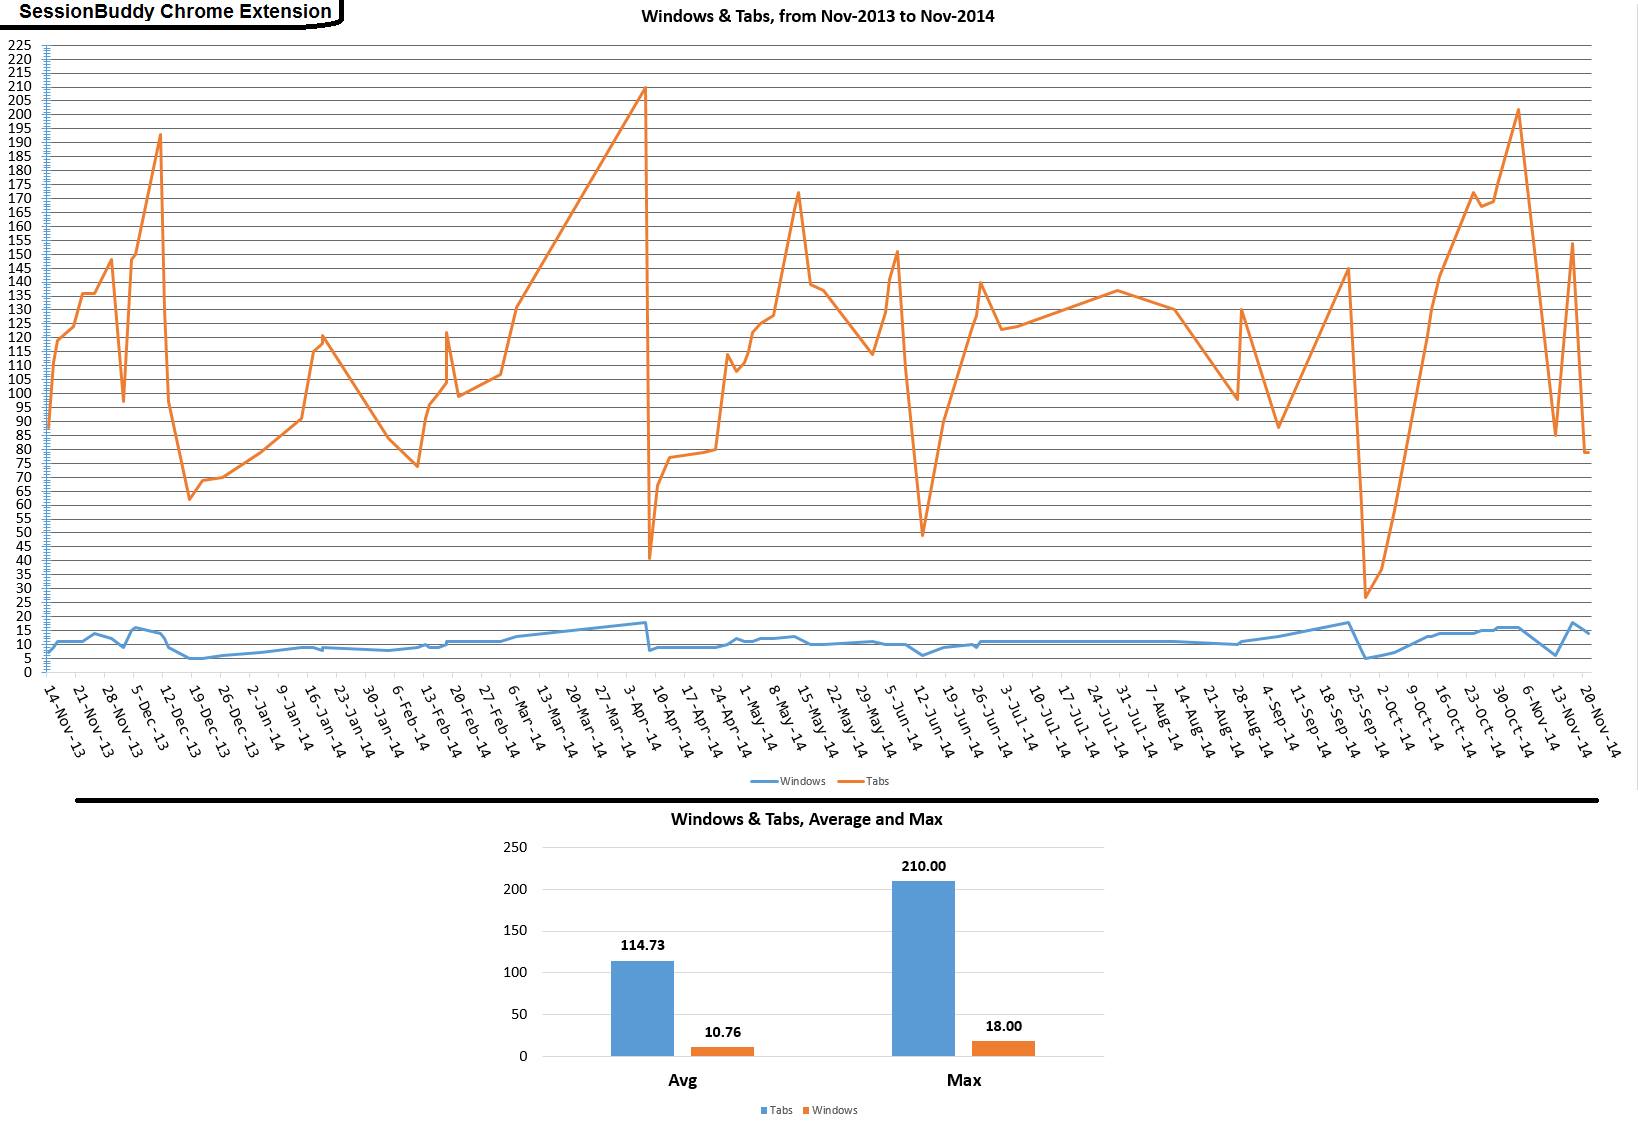 SessionBuddy Chrome Extension
Windows & Tabs, from Nov-2013 to Nov-2014
225
220
215
210
205
200
195
190
185
180
175
170
165
160
155
150
145
140
135
130
125
120
115
110
105
100
95
90
85
80
75
70
65
60
55
50
45
40
35
30
25
20
15
10
5
0
14-Nov-13
21-Nov-13
28-Nov-13
5-Dec-13
12-Dec-13
19-Dec-13
26-Dec-13
2-Jan-14
9-Jan-14
16-Jan-14
23-Jan-14
30-Jan-14
6-Feb-14
13-Feb-14
20-Feb-14
27-Feb-14
6-Mar-14
13-Mar-14
20-Mar-14
27-Mar-14
3-Apr-14
10-Apr-14
17-Apr-14
24-Apr-14
1-May-14
8-May-14
15-May-14
22-May-14
29-May-14
5-Jun-14
12-Jun-14
19-Jun-14
26-Jun-14
3-Jul-14
10-Jul-14
17-Jul-14
24-Jul-14
31-Jul-14
7-Aug-14
14-Aug-14
21-Aug-14
28-Aug-14
4-Sep-14
11-Sep-14
18-Sep-14
25-Sep-14
2-Oct-14
9-Oct-14
16-Oct-14
23-Oct-14
30-Oct-14
6-Nov-14
13-Nov-14
20-Nov-14
Windows Tabs
Windows & Tabs, Average and Max
250
200
150
100
50
0
114.73
10.76
210.00
18.00
Avg Max
Tabs Windows